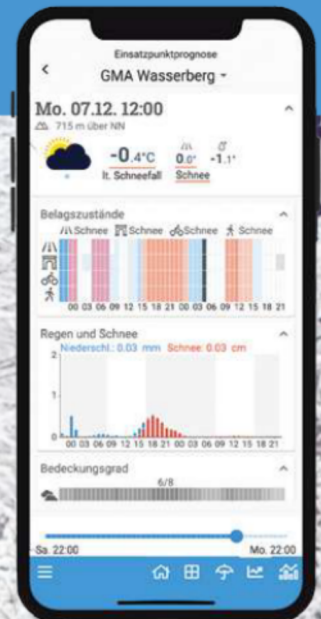 Einsatzpunktprognose
GMA Wasserberg
Mo. 07.12. 12:00
715 m über NN
-0.4°C 0.0° -1.1°
lt. Schneefall Schnee
Belagszustände
Schnee Schnee Schnee Schnee
00 03 06 09 12 15 18 21 00 03 06 09 12 15 18 21
Regen und Schnee
Niederschl.: 0.03 mm Schnee: 0.03 cm
2
1
0
00 03 06 09 12 15 18 21 00 03 06 09 12 15 18 21
Bedeckungsgrad
6/8
Sa. 22:00 Mo. 22:00